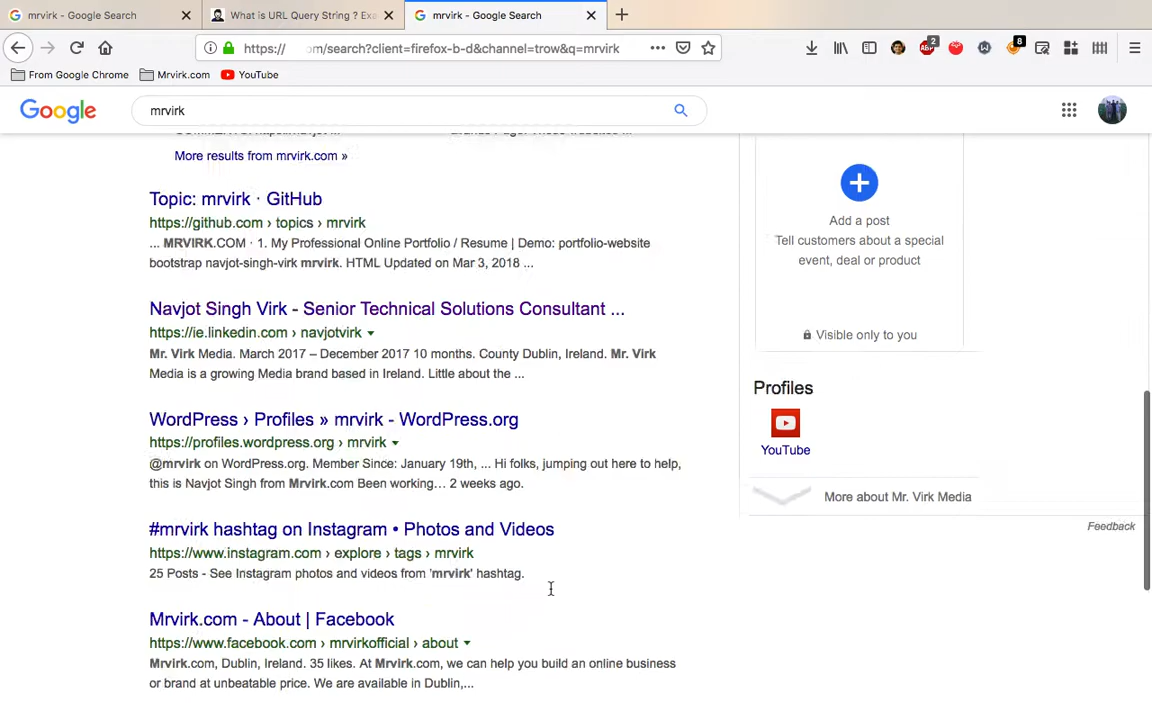 mrvirk - Google Search
What is URL Query String ? Exa
mrvirk - Google Search
https:// .com/search?client=firefox-b-d&channel=trow&q=mrvirk
2
8
From Google Chrome
Mrvirk.com
YouTube
Google
mrvirk
More results from mrvirk.com »
Topic: mrvirk · GitHub
https://github.com › topics › mrvirk
... MRVIRK.COM · 1. My Professional Online Portfolio / Resume | Demo: portfolio-website
bootstrap navjot-singh-virk mrvirk. HTML Updated on Mar 3, 2018 ...
Navjot Singh Virk - Senior Technical Solutions Consultant ...
https://ie.linkedin.com › navjotvirk
Mr. Virk Media. March 2017 – December 2017 10 months. County Dublin, Ireland. Mr. Virk
Media is a growing Media brand based in Ireland. Little about the ...
WordPress › Profiles » mrvirk - WordPress.org
https://profiles.wordpress.org › mrvirk
@mrvirk on WordPress.org. Member Since: January 19th, ... Hi folks, jumping out here to help,
this is Navjot Singh from Mrvirk.com Been working… 2 weeks ago.
#mrvirk hashtag on Instagram • Photos and Videos
https://www.instagram.com › explore › tags › mrvirk
25 Posts - See Instagram photos and videos from 'mrvirk' hashtag.
Mrvirk.com - About | Facebook
https://www.facebook.com › mrvirkofficial › about
Mrvirk.com, Dublin, Ireland. 35 likes. At Mrvirk.com, we can help you build an online business
or brand at unbeatable price. We are available in Dublin,...
Add a post
Tell customers about a special
event, deal or product
Visible only to you
Profiles
YouTube
More about Mr. Virk Media
Feedback